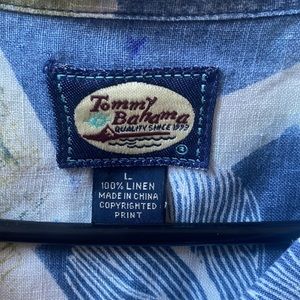 Tommy
Bahama
QUALITY SINCE 1993
®
L
100% LINEN
MADE IN CHINA
COPYRIGHTED
PRINT